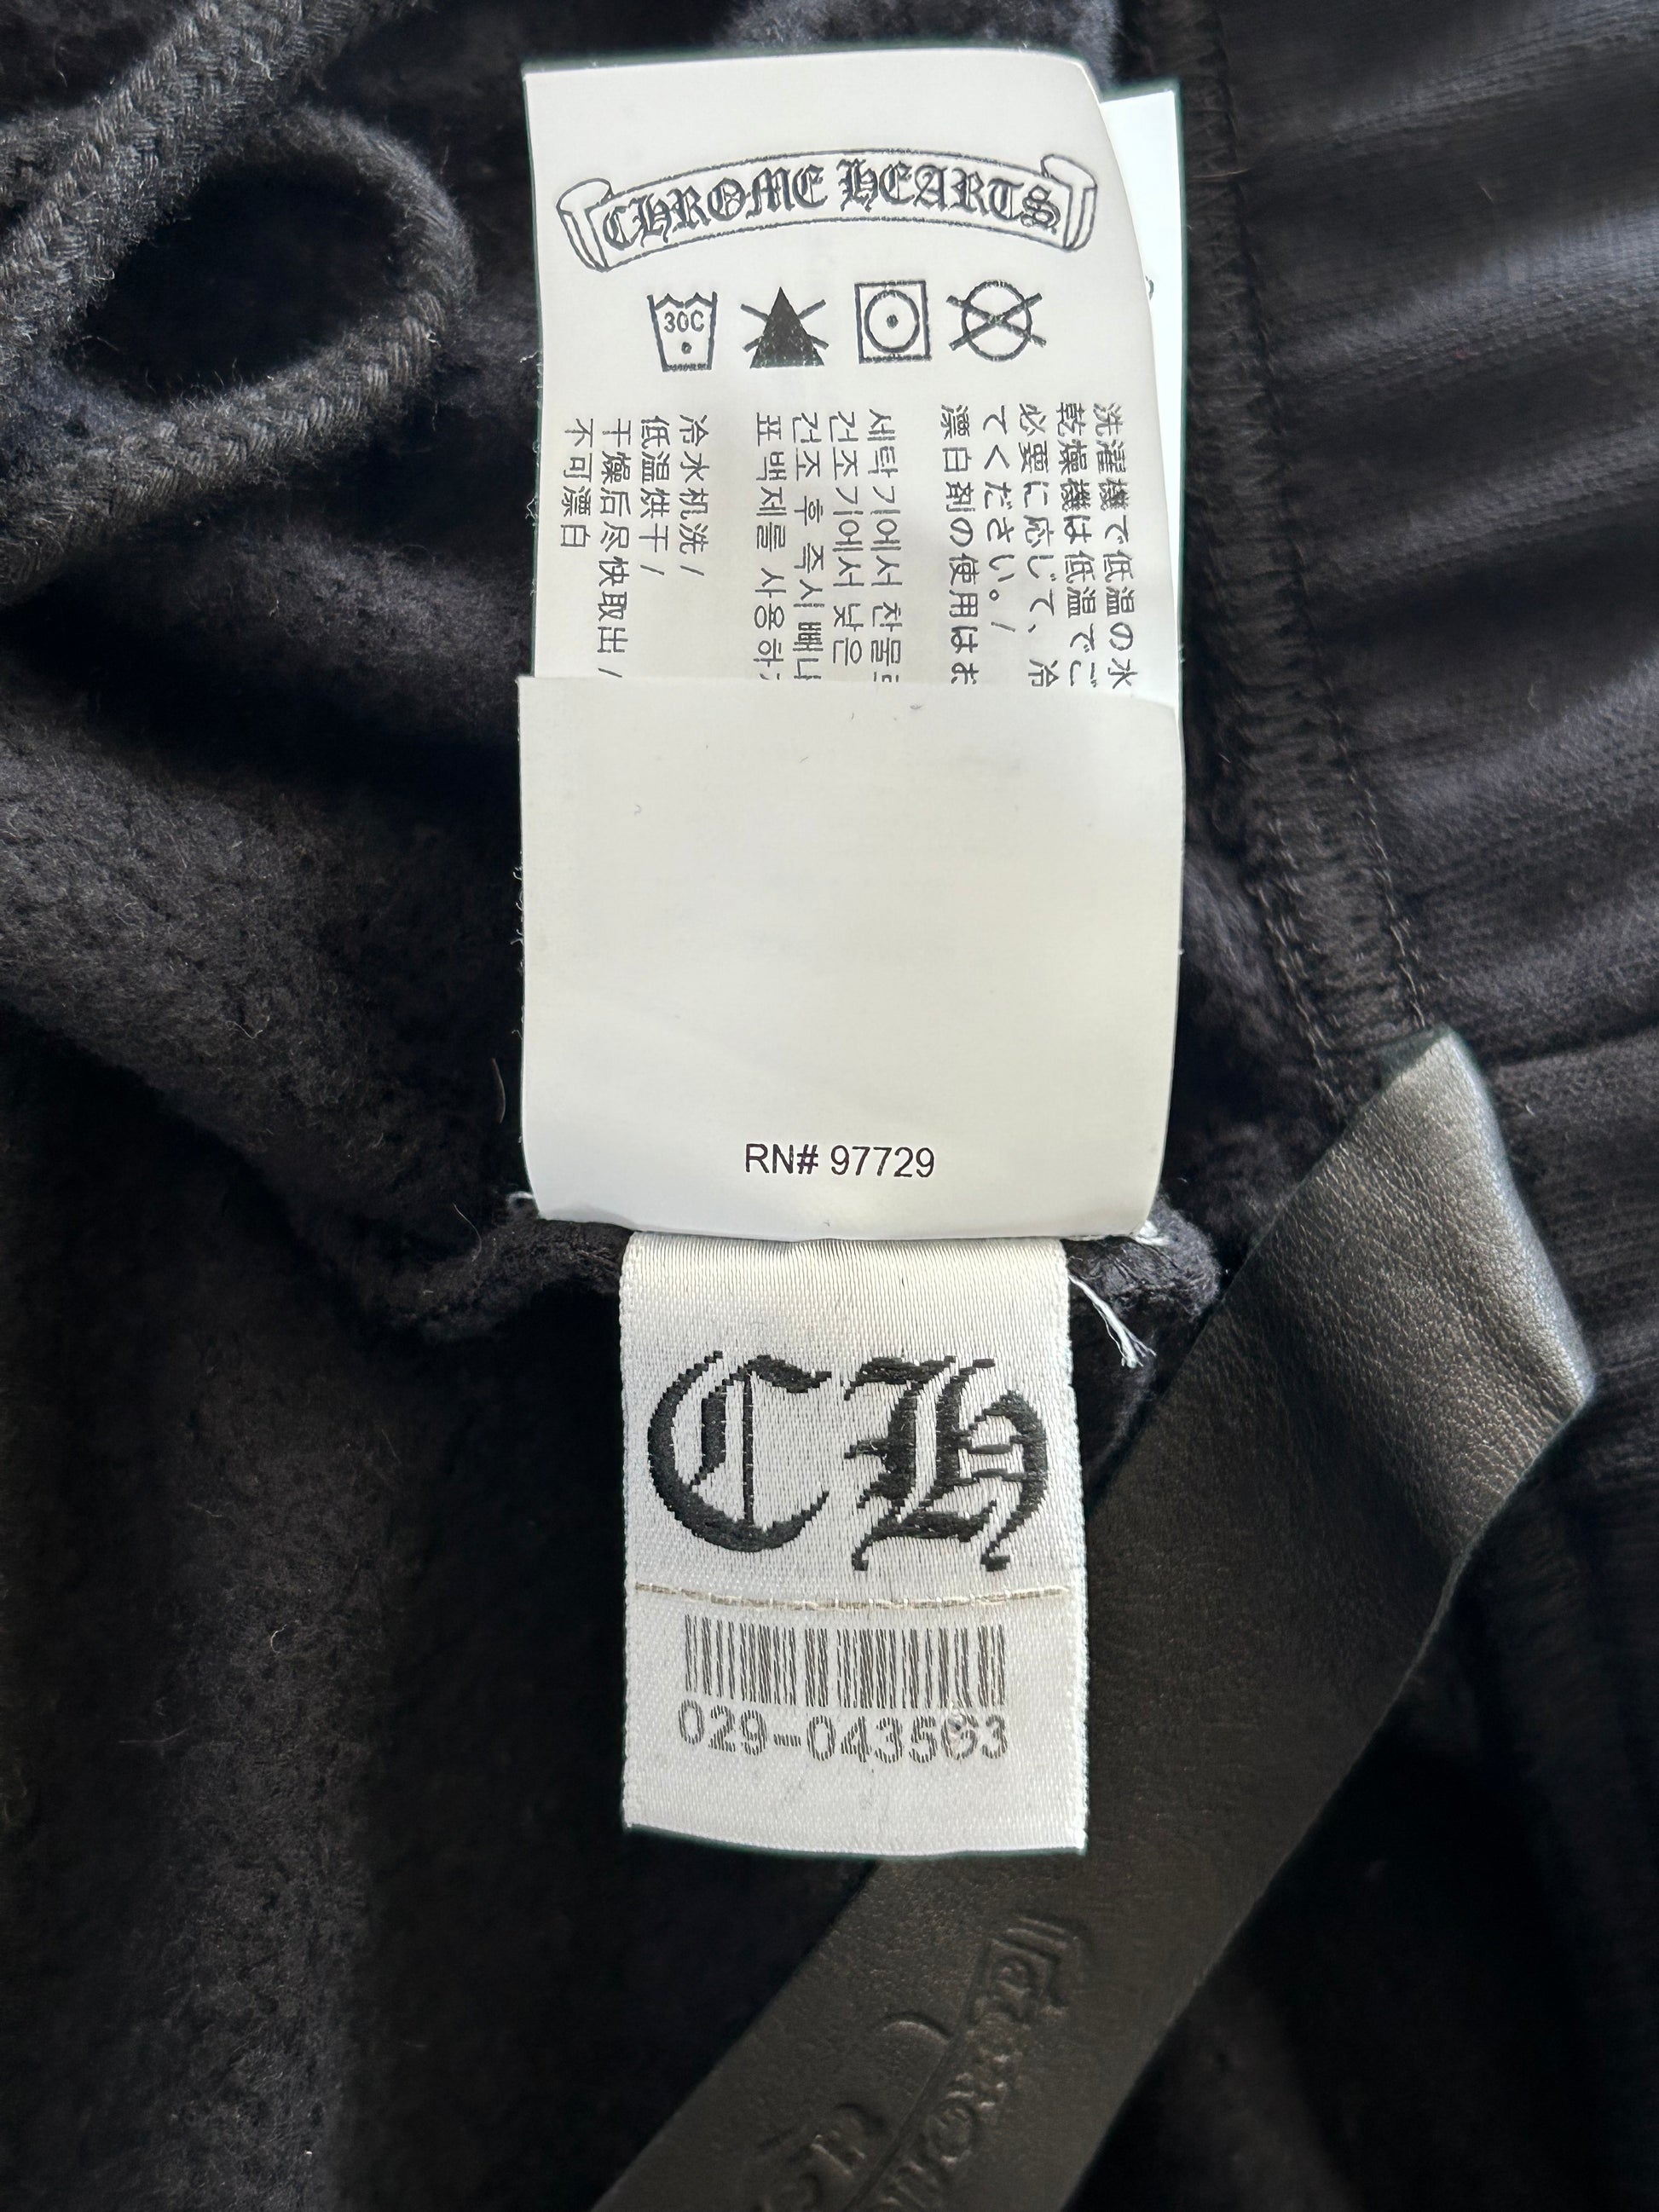 CHROME HEARTS
30C
洗濯機で低温の水
乾燥機は低温でご
必要に応じて、冷
てください。/
漂白剤の使用はお
세탁기에서 찬물
건조기에서 낮은
건조 후 즉시 빼
표백제를 사용하
冷水机洗 /
低温烘干 /
干燥后尽快取出 /
不可漂白
RN# 97729
CH
029-043563